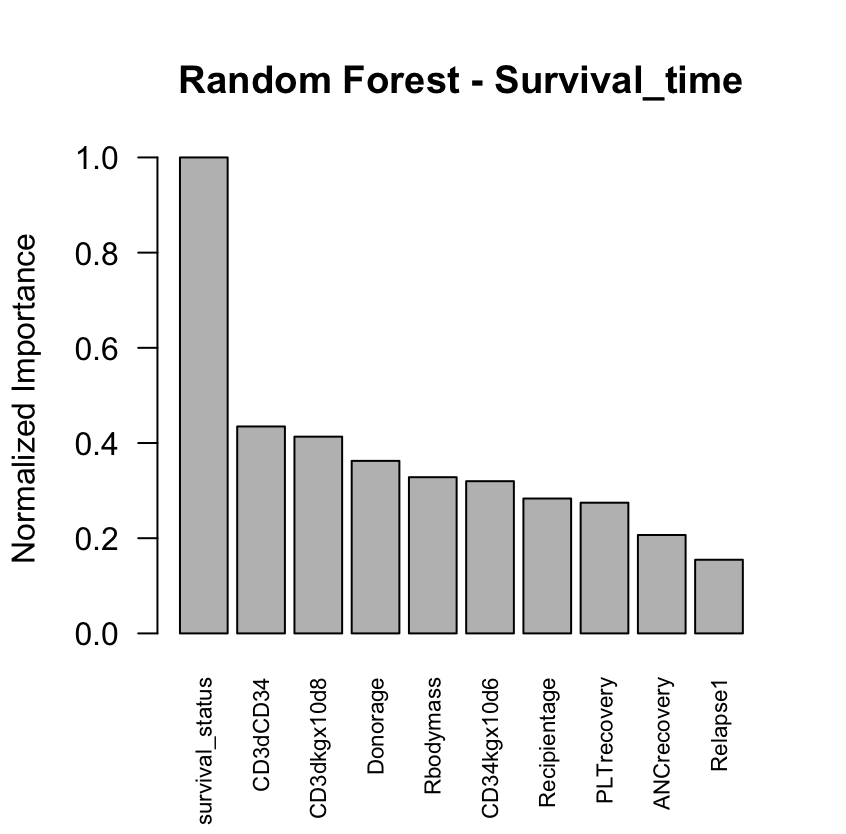 Random Forest - Survival_time
Normalized Importance
1.0
0.8
0.6
0.4
0.2
0.0
survival_status
CD3dCD34
CD3dkgx10d8
Donorage
Rbodymass
CD34kgx10d6
Recipientage
PLTrecovery
ANCrecovery
Relapse1